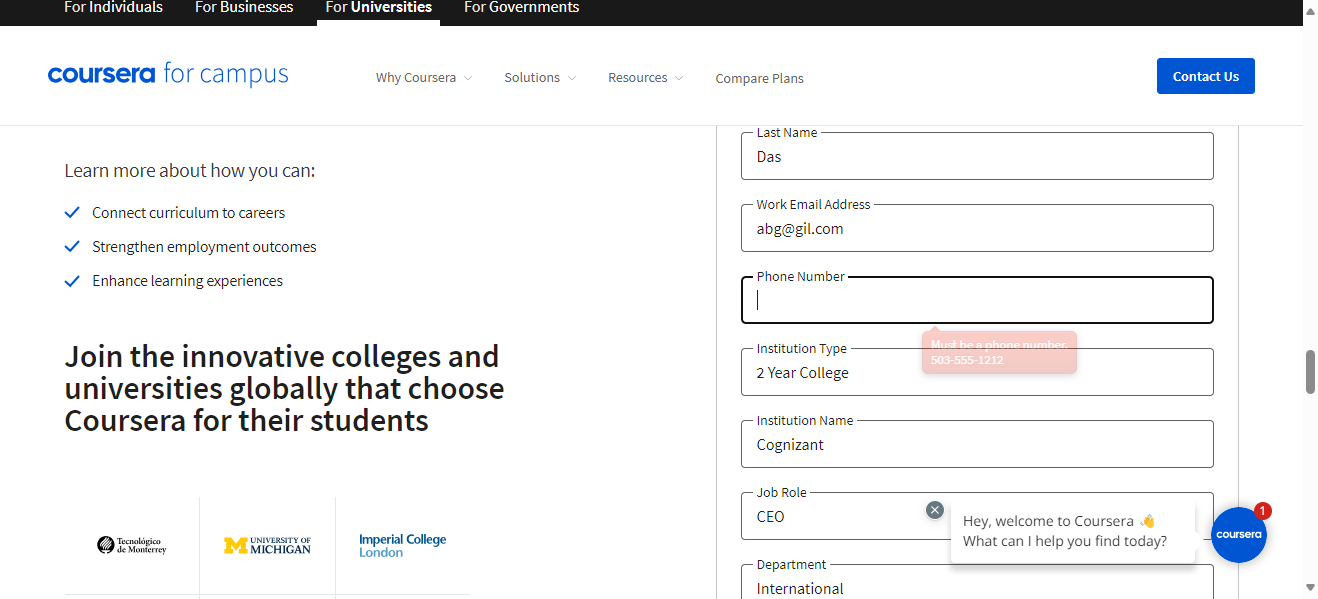 For Individuals
For Businesses
For Universities
For Governments
coursera for campus
Why Coursera
Solutions
Resources
Compare Plans
Contact Us
Learn more about how you can:
Connect curriculum to careers
Strengthen employment outcomes
Enhance learning experiences
Join the innovative colleges and
universities globally that choose
Coursera for their students
Tecnológico
de Monterrey
M UNIVERSITY OF
MICHIGAN
Imperial College
London
Last Name
Das
Work Email Address
abg@gil.com
Phone Number
Must be a phone number.
503-555-1212
Institution Type
2 Year College
Institution Name
Cognizant
Job Role
CEO
Department
International
Hey, welcome to Coursera 👋
What can I help you find today?
coursera
1